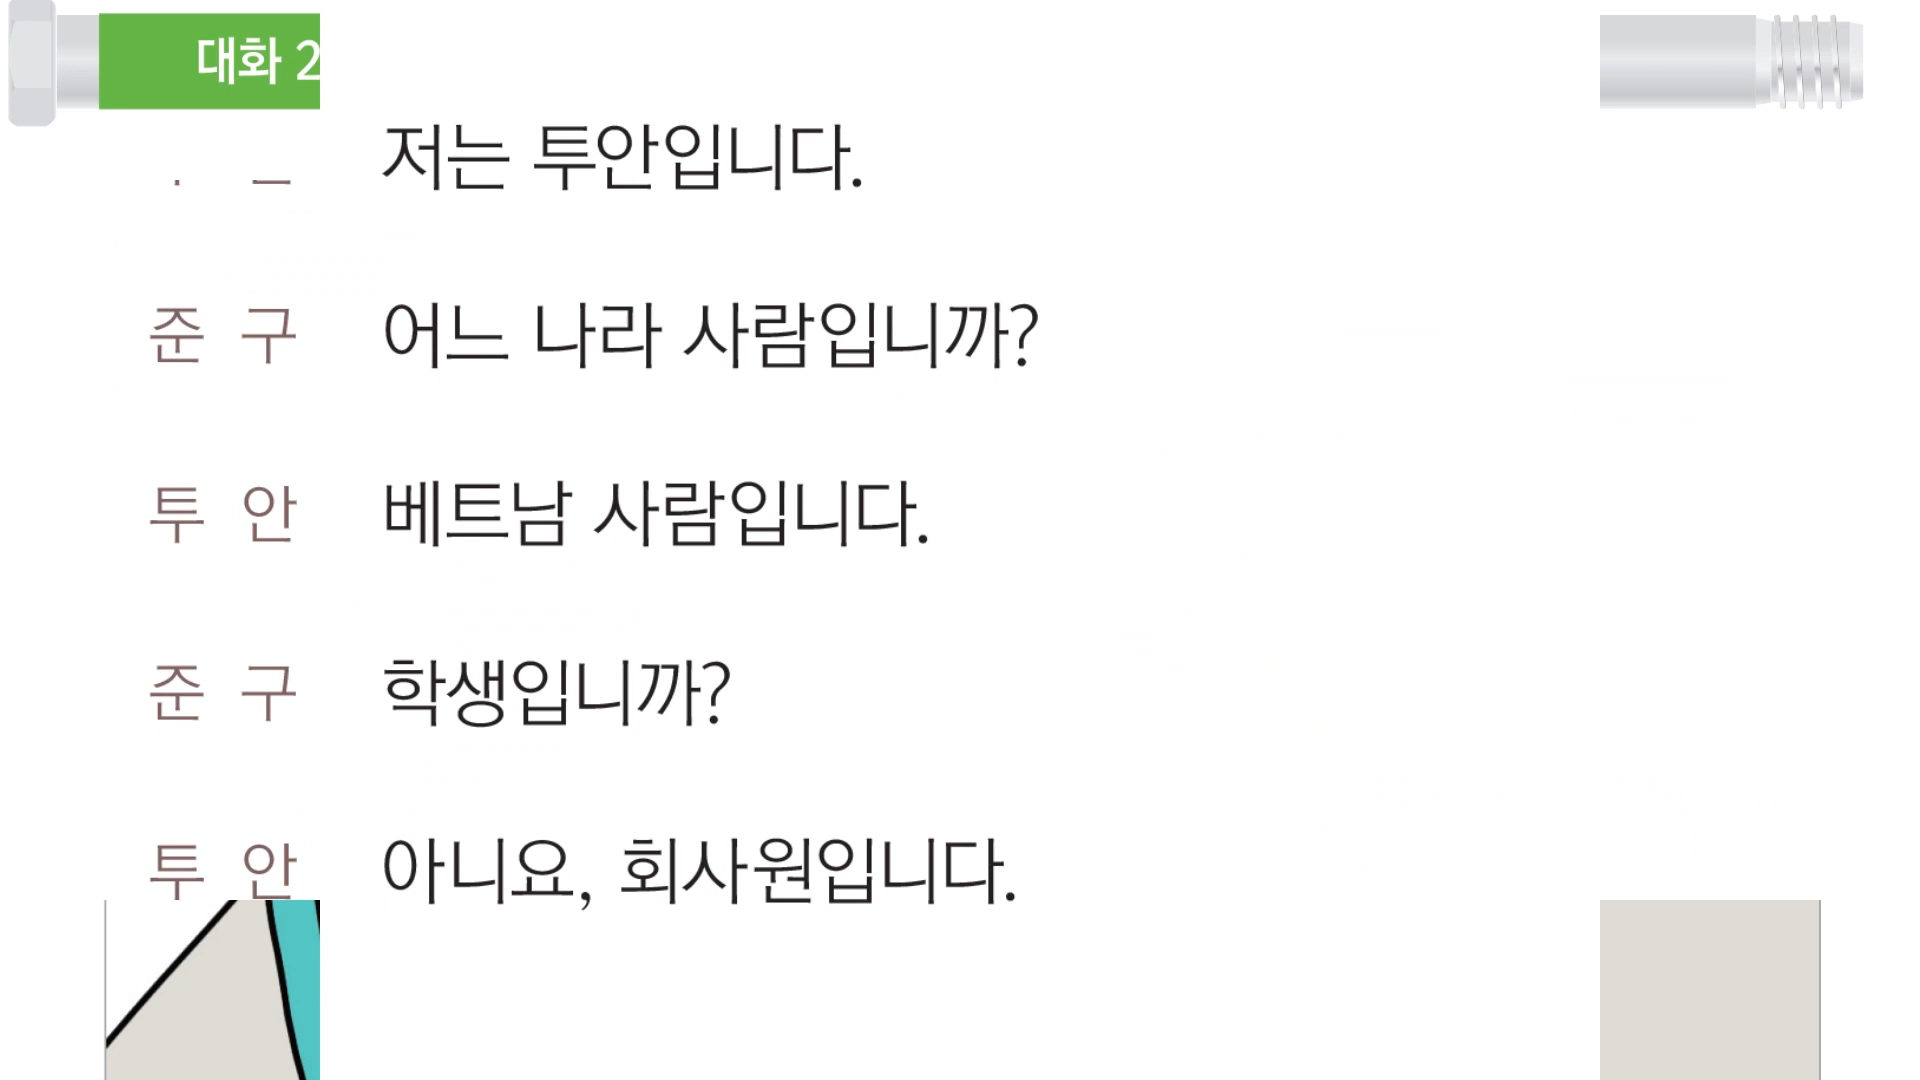 대화 2
저는 투안입니다.
준 구 어느 나라 사람입니까?
투 안 베트남 사람입니다.
준 구 학생입니까?
투 안 아니요, 회사원입니다.